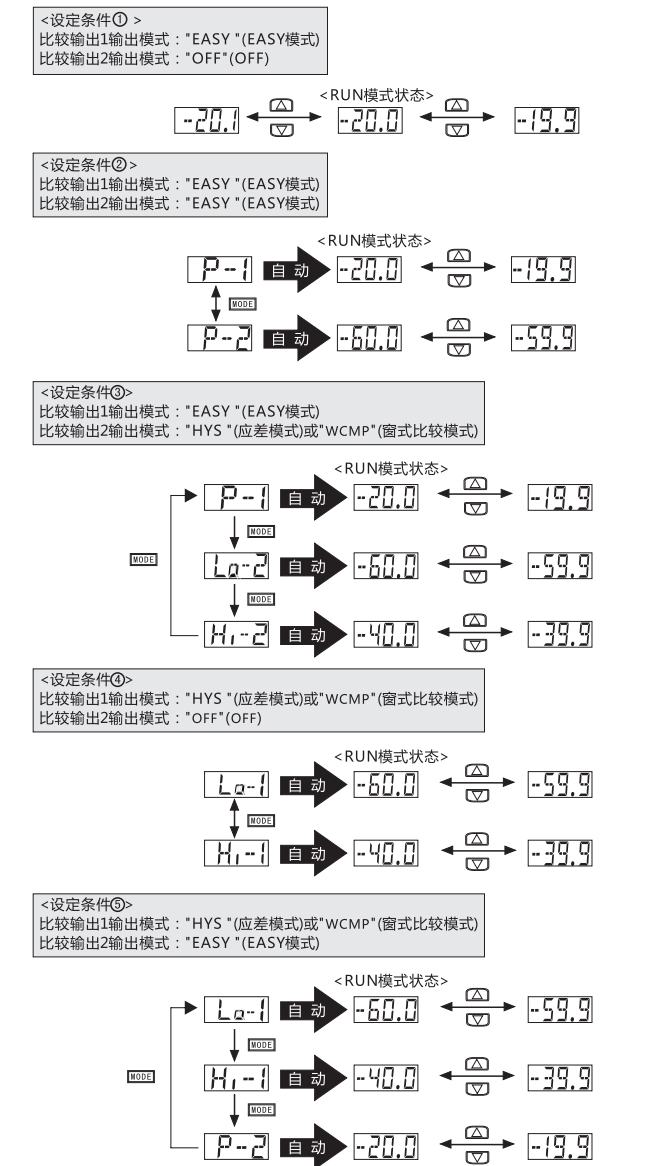 <设定条件① >
比较输出1输出模式："EASY "(EASY模式)
比较输出2输出模式："OFF"(OFF)
<RUN模式状态>
-20.1 -20.0 -19.9
<设定条件②>
比较输出1输出模式："EASY "(EASY模式)
比较输出2输出模式："EASY "(EASY模式)
<RUN模式状态>
P-1 自动 -20.0 -19.9
MODE
P-2 自动 -60.0 -59.9
<设定条件③>
比较输出1输出模式："EASY "(EASY模式)
比较输出2输出模式："HYS "(应差模式)或"WCMP"(窗式比较模式)
<RUN模式状态>
P-1 自动 -20.0 -19.9
MODE
MODE
Lo-2 自动 -60.0 -59.9
MODE
Hi-2 自动 -40.0 -39.9
<设定条件④>
比较输出1输出模式："HYS "(应差模式)或"WCMP"(窗式比较模式)
比较输出2输出模式："OFF"(OFF)
<RUN模式状态>
Lo-1 自动 -60.0 -59.9
MODE
Hi-1 自动 -40.0 -39.9
<设定条件⑤>
比较输出1输出模式："HYS "(应差模式)或"WCMP"(窗式比较模式)
比较输出2输出模式："EASY "(EASY模式)
<RUN模式状态>
Lo-1 自动 -60.0 -59.9
MODE
MODE
Hi-1 自动 -40.0 -39.9
MODE
P-2 自动 -20.0 -19.9